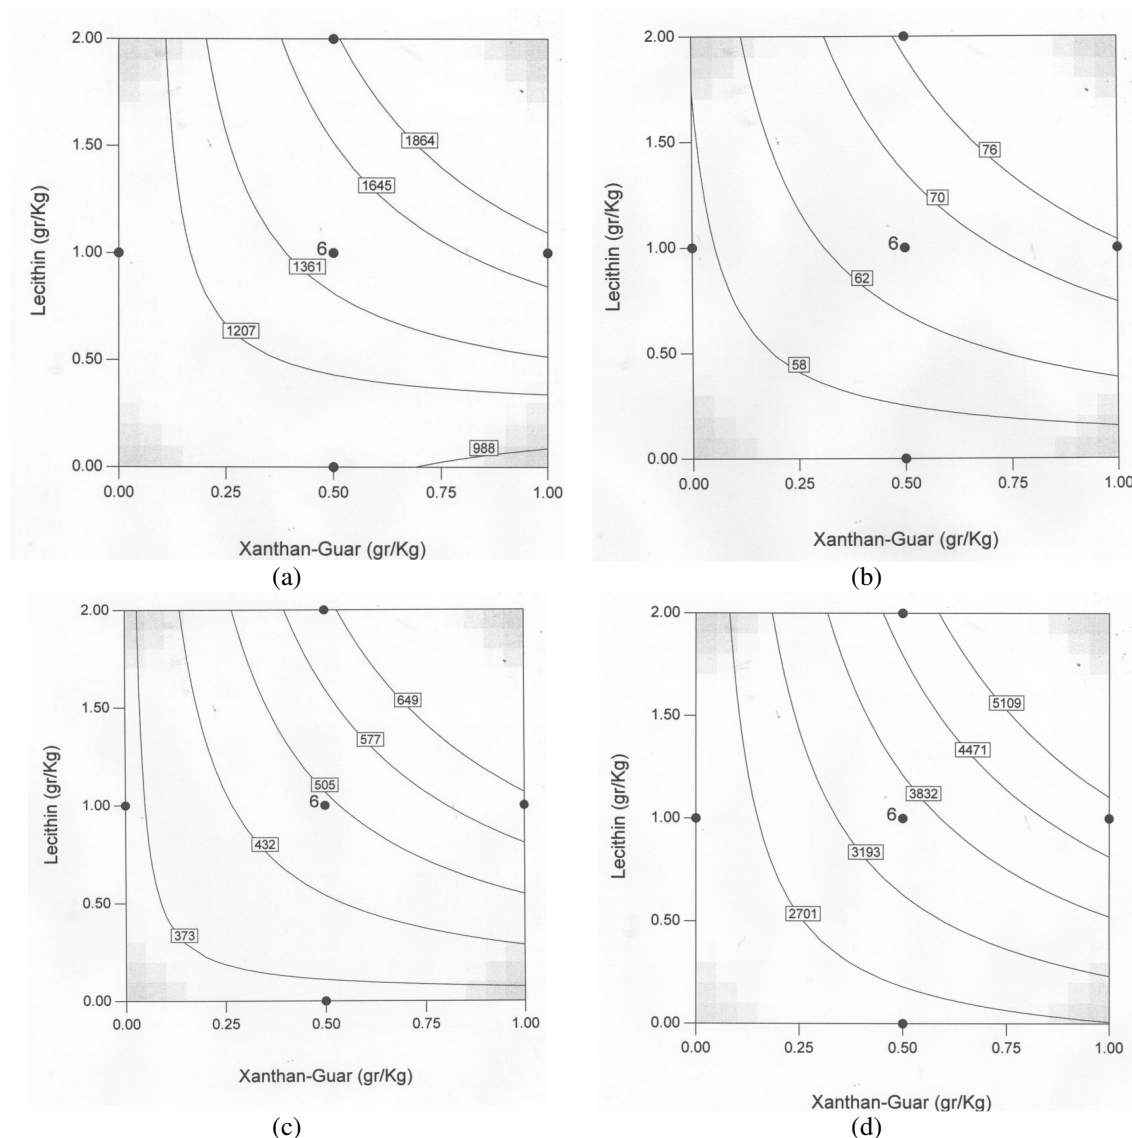 2.00
1.50
1.00
0.50
0.00
Lecithin (gr/Kg)
1864
1645
6
1361
1207
988
0.00 0.25 0.50 0.75 1.00
Xanthan-Guar (gr/Kg)
(a)
2.00
1.50
1.00
0.50
0.00
Lecithin (gr/Kg)
76
70
6
62
58
0.00 0.25 0.50 0.75 1.00
Xanthan-Guar (gr/Kg)
(b)
2.00
1.50
1.00
0.50
0.00
Lecithin (gr/Kg)
649
577
505
6
432
373
0.00 0.25 0.50 0.75 1.00
Xanthan-Guar (gr/Kg)
(c)
2.00
1.50
1.00
0.50
0.00
Lecithin (gr/Kg)
5109
4471
3832
6
3193
2701
0.00 0.25 0.50 0.75 1.00
Xanthan-Guar (gr/Kg)
(d)